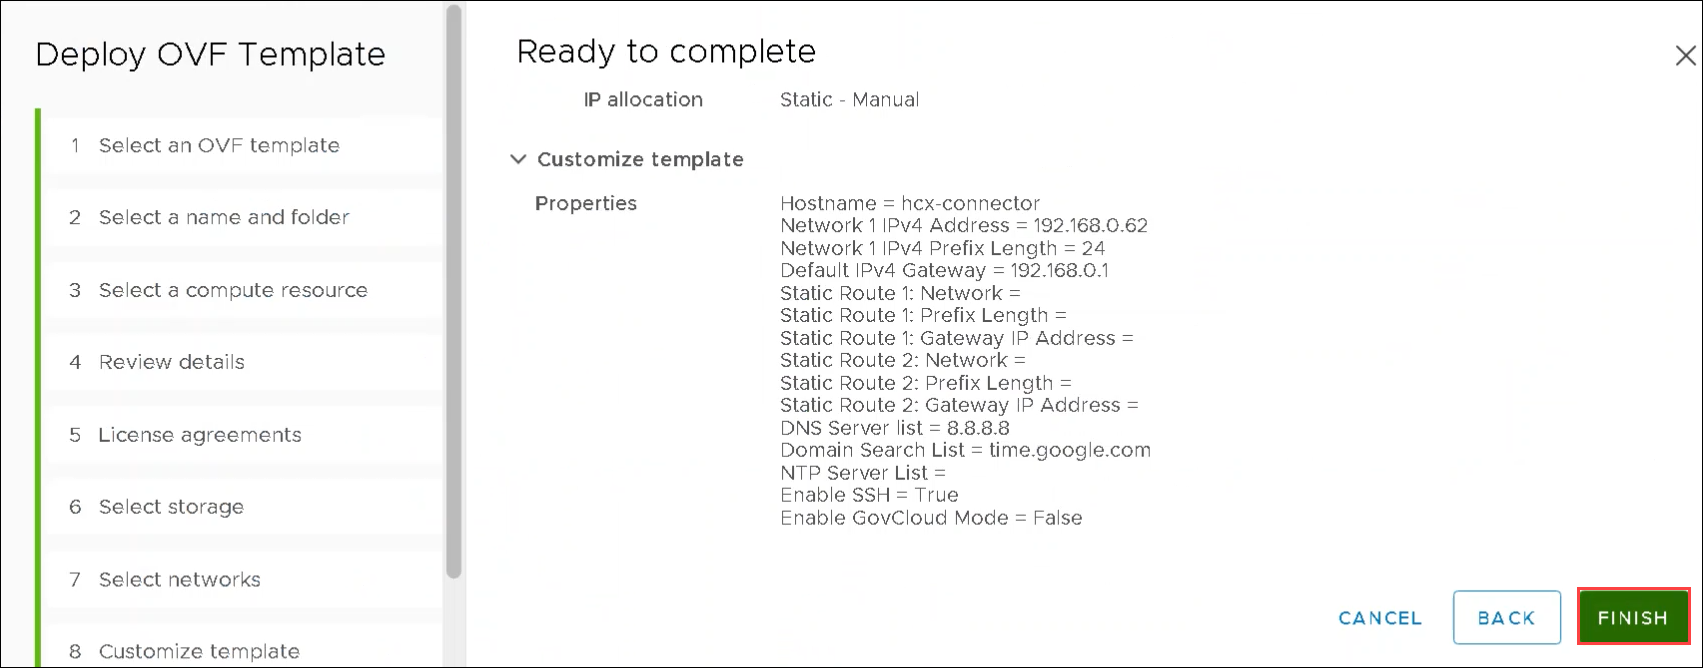 Deploy OVF Template
1 Select an OVF template
2 Select a name and folder
3 Select a compute resource
4 Review details
5 License agreements
6 Select storage
7 Select networks
8 Customize template
Ready to complete
IP allocation Static - Manual
Customize template
Properties Hostname = hcx-connector
Network 1 IPv4 Address = 192.168.0.62
Network 1 IPv4 Prefix Length = 24
Default IPv4 Gateway = 192.168.0.1
Static Route 1: Network =
Static Route 1: Prefix Length =
Static Route 1: Gateway IP Address =
Static Route 2: Network =
Static Route 2: Prefix Length =
Static Route 2: Gateway IP Address =
DNS Server list = 8.8.8.8
Domain Search List = time.google.com
NTP Server List =
Enable SSH = True
Enable GovCloud Mode = False
CANCEL BACK FINISH